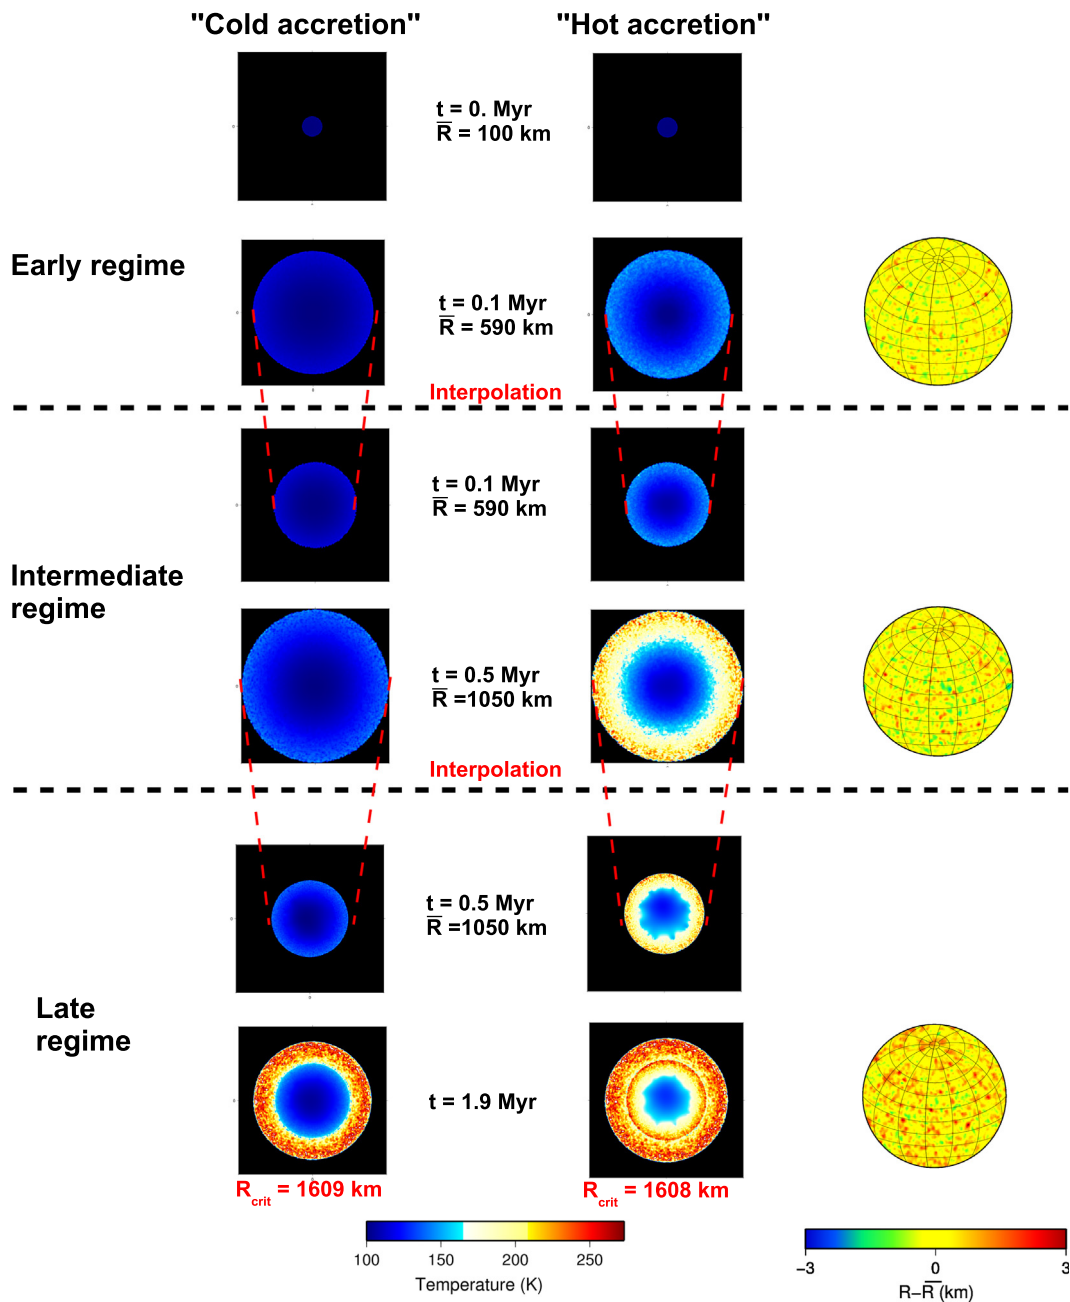 "Cold accretion"
"Hot accretion"
t = 0. Myr
R̅ = 100 km
Early regime
t = 0.1 Myr
R̅ = 590 km
Interpolation
t = 0.1 Myr
R̅ = 590 km
Intermediate
regime
t = 0.5 Myr
R̅ =1050 km
Interpolation
t = 0.5 Myr
R̅ =1050 km
Late
regime
t = 1.9 Myr
Rcrit = 1609 km
Rcrit = 1608 km
100 150 200 250
Temperature (K)
−3 0 3
R−R̅ (km)